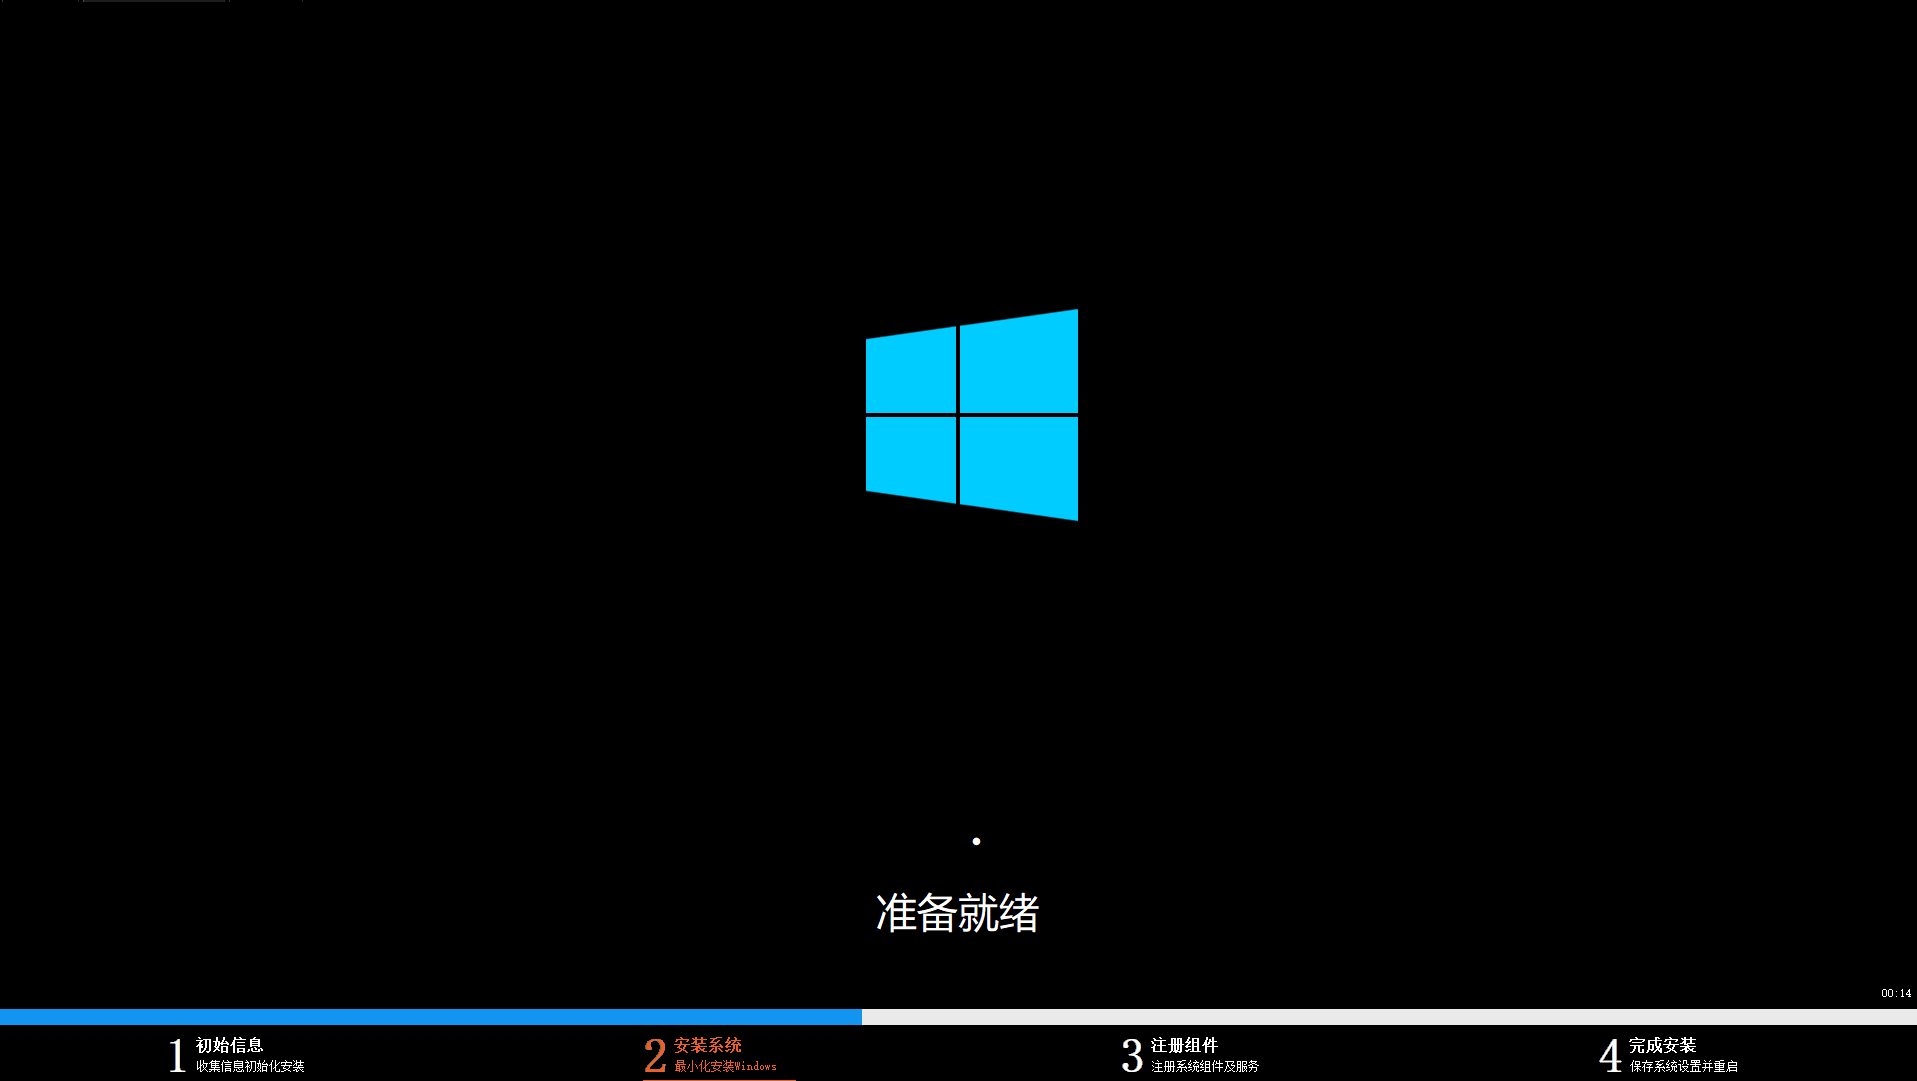 准备就绪
00:14
1 初始信息
收集信息初始化安装
2 安装系统
最小化安装Windows
3 注册组件
注册系统组件及服务
4 完成安装
保存系统设置并重启